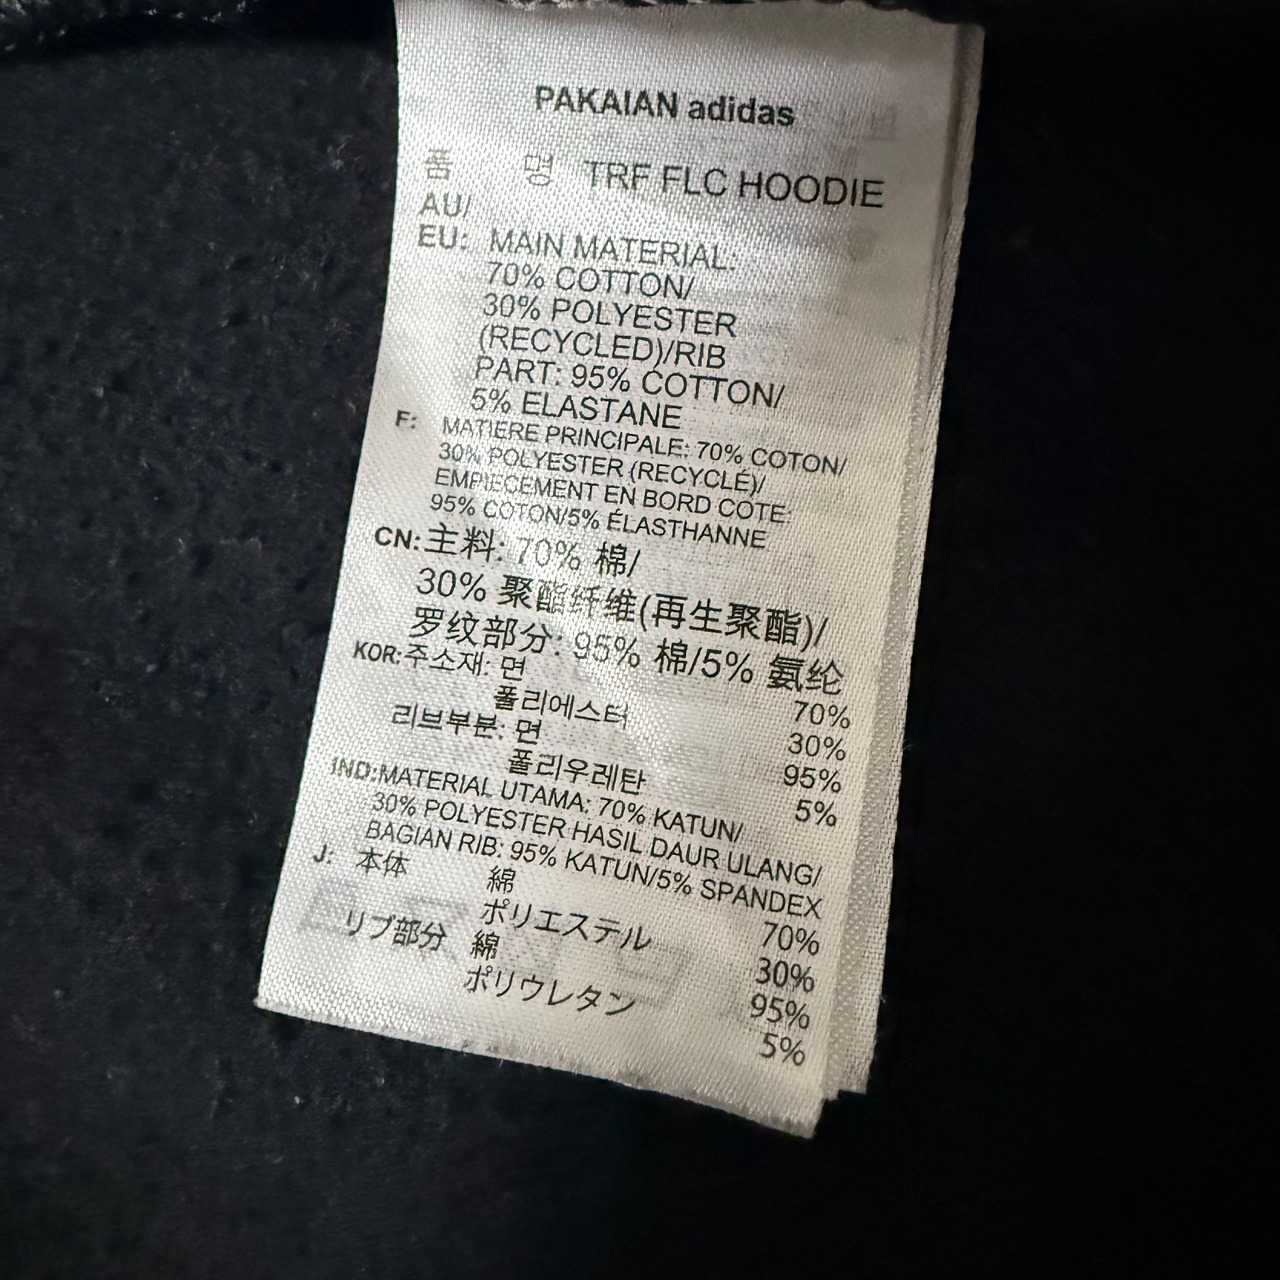 PAKAIAN adidas
품 명 TRF FLC HOODIE
AU/
EU: MAIN MATERIAL:
70% COTTON/
30% POLYESTER
(RECYCLED)/RIB
PART: 95% COTTON/
5% ELASTANE
F: MATIERE PRINCIPALE: 70% COTON/
30% POLYESTER (RECYCLÉ)/
EMPIECEMENT EN BORD COTE:
95% COTON/5% ÉLASTHANNE
CN: 主料: 70% 棉/
30% 聚酯纤维(再生聚酯)/
罗纹部分: 95% 棉/5% 氨纶
KOR: 주소재: 면 70%
폴리에스터 30%
리브부분: 면 95%
폴리우레탄 5%
IND: MATERIAL UTAMA: 70% KATUN/
30% POLYESTER HASIL DAUR ULANG/
BAGIAN RIB: 95% KATUN/5% SPANDEX
J: 本体 綿 70%
ポリエステル 30%
リブ部分 綿 95%
ポリウレタン 5%